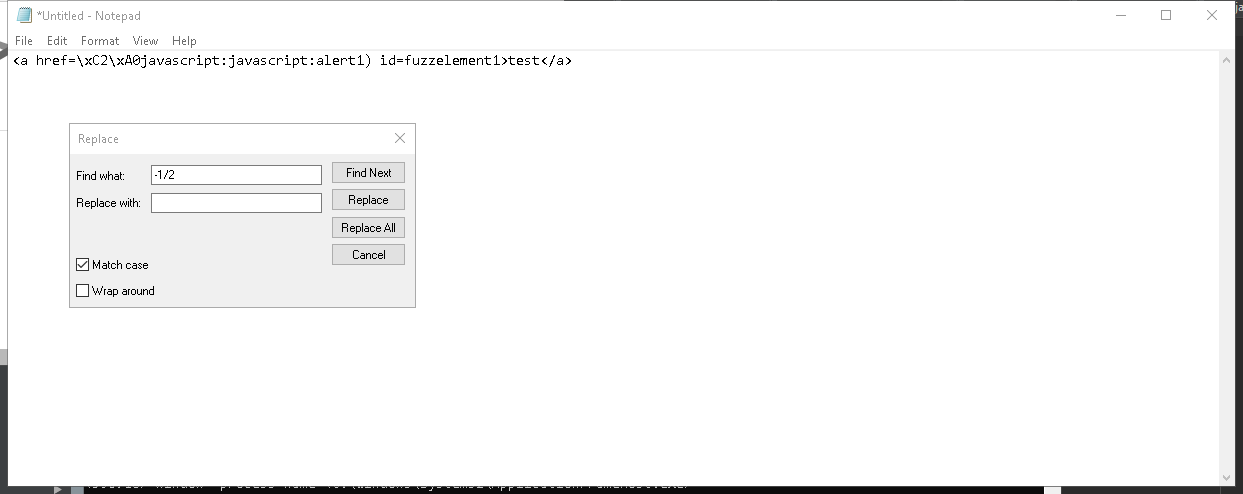 *Untitled - Notepad
File Edit Format View Help
<a href=\xC2\xA0javascript:javascript:alert1) id=fuzzelement1>test</a>
Replace
Find what: -1/2 Find Next
Replace with: Replace
Replace All
Cancel
Match case
Wrap around